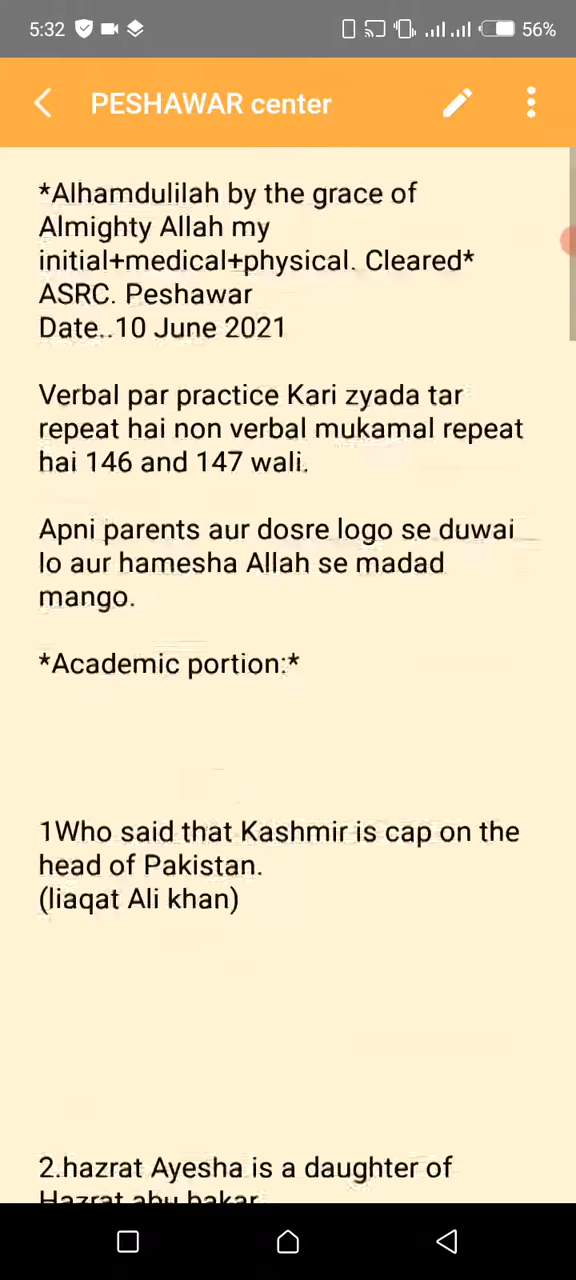 5:32
56%
PESHAWAR center
*Alhamdulilah by the grace of
Almighty Allah my
initial+medical+physical. Cleared*
ASRC. Peshawar
Date..10 June 2021
Verbal par practice Kari zyada tar
repeat hai non verbal mukamal repeat
hai 146 and 147 wali.
Apni parents aur dosre logo se duwai
lo aur hamesha Allah se madad
mango.
*Academic portion:*
1Who said that Kashmir is cap on the
head of Pakistan.
(liaqat Ali khan)
2.hazrat Ayesha is a daughter of
Hazrat abu bakar